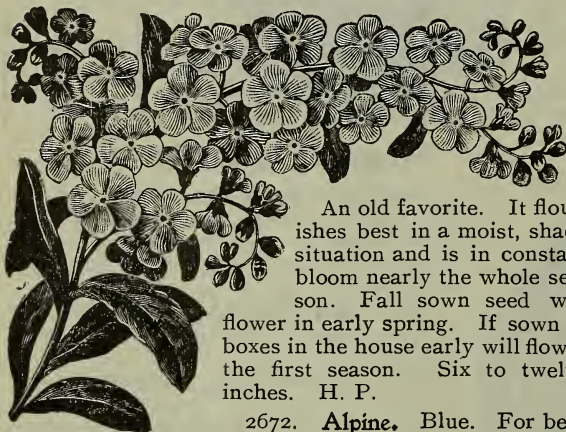 An old favorite. It flou
ishes best in a moist, shad
situation and is in consta
bloom nearly the whole se
son. Fall sown seed w
flower in early spring. If sown
boxes in the house early will flow
the first season. Six to twel
inches. H. P.
2672. Alpine. Blue. For be